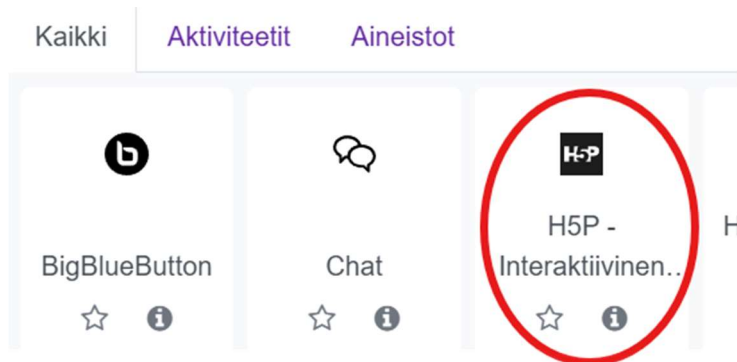 Kaikki Aktiviteetit Aineistot
H5P
BigBlueButton
Chat
H5P -
Interaktiivinen...
H